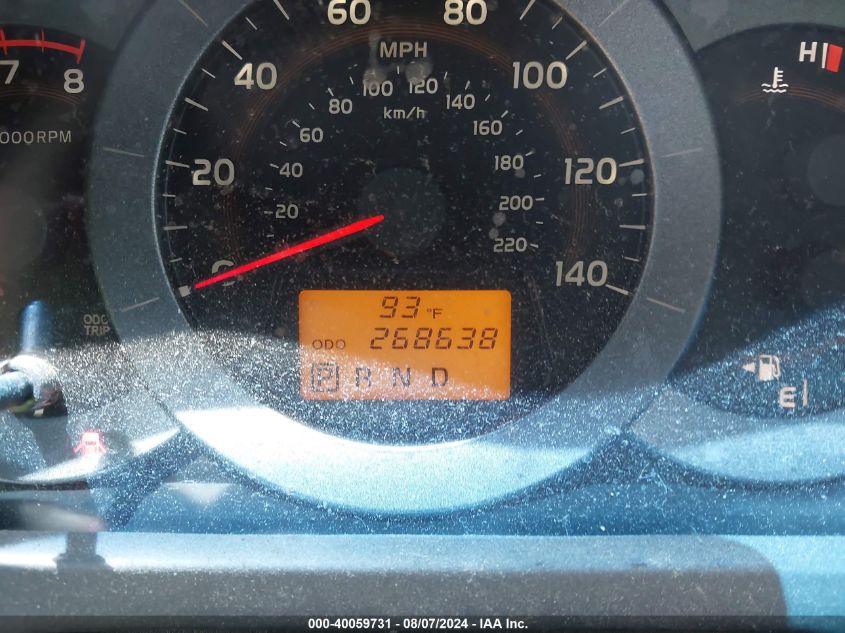 60 80
MPH
40 100
100 120
80 140
km/h
60 160
7 8
H
000RPM
20 120
40 180
20 200
220
0 140
93 °F
ODO 268638
P R N D
ODO
TRIP
E
000-40059731 - 08/07/2024 - IAA Inc.